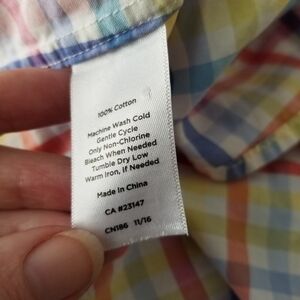 100% Cotton
Machine Wash Cold
Gentle Cycle
Only Non-Chlorine
Bleach When Needed
Tumble Dry Low
Warm Iron, If Needed
Made In China
CA #23147
CN186 11/16